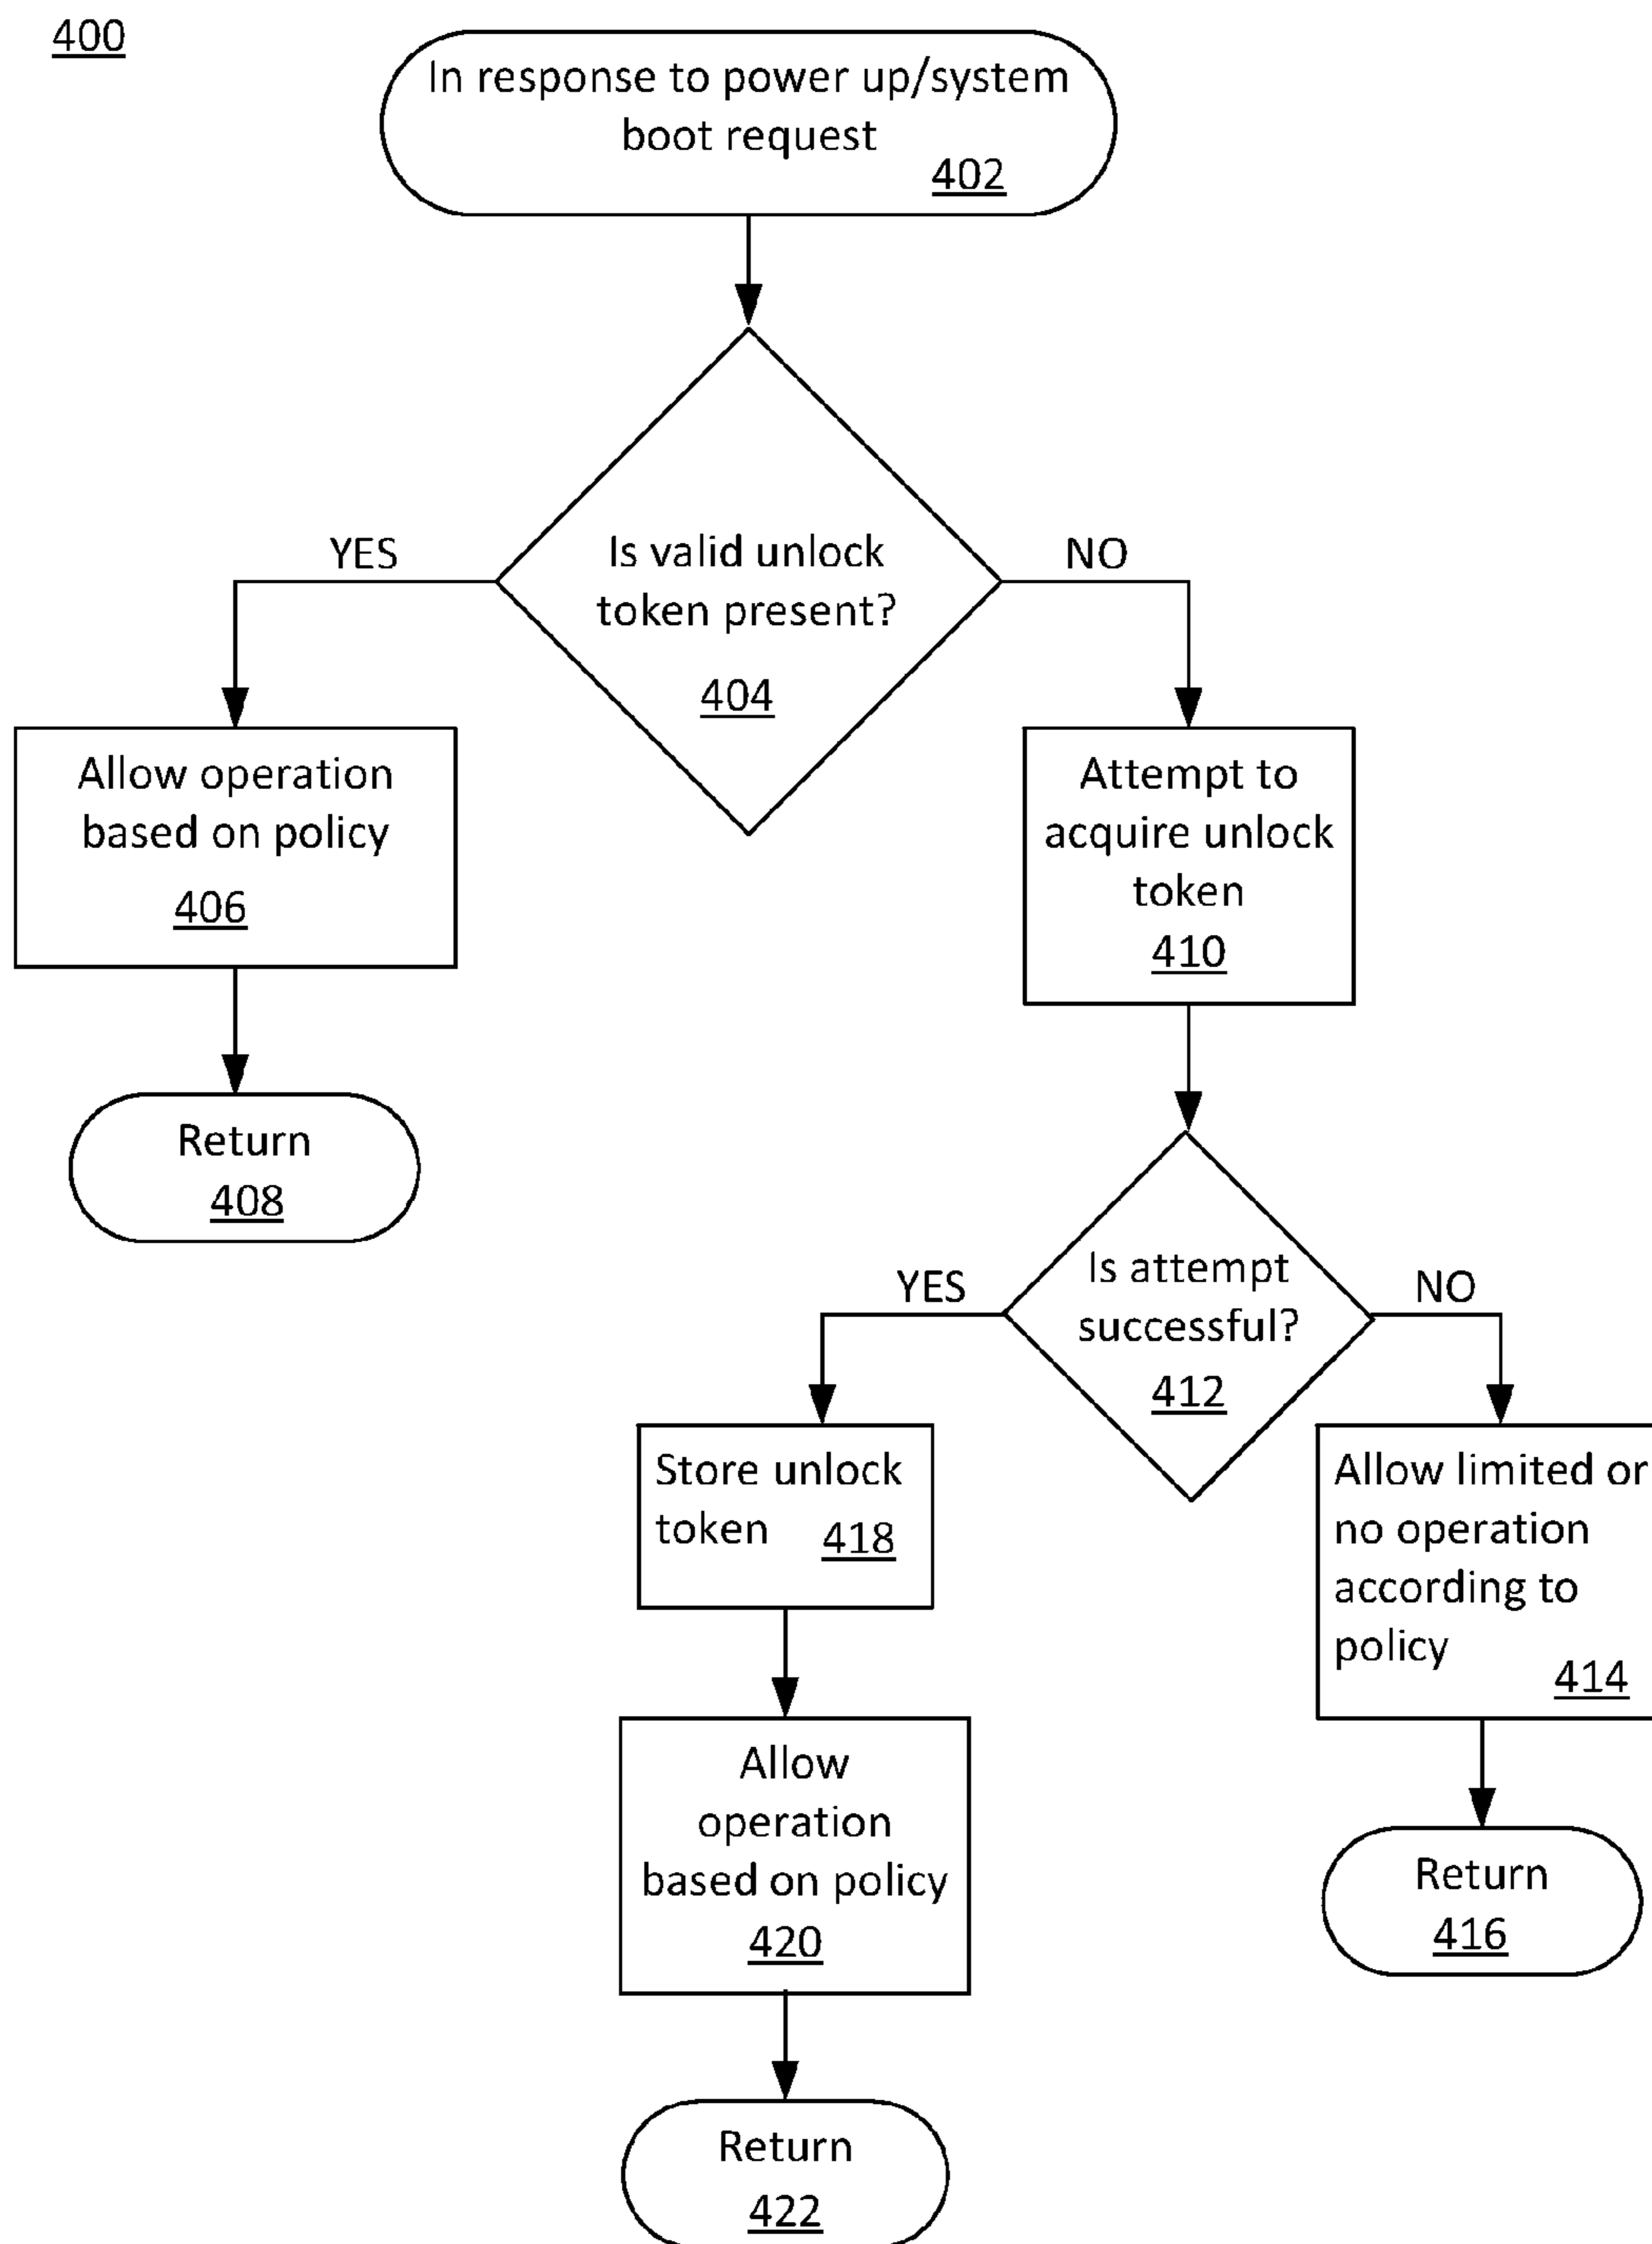 400
In response to power up/system
boot request
402
Is valid unlock
token present?
404
YES
NO
Allow operation
based on policy
406
Return
408
Attempt to
acquire unlock
token
410
Is attempt
successful?
412
YES
NO
Store unlock
token 418
Allow
operation
based on policy
420
Return
422
Allow limited or
no operation
according to
policy
414
Return
416